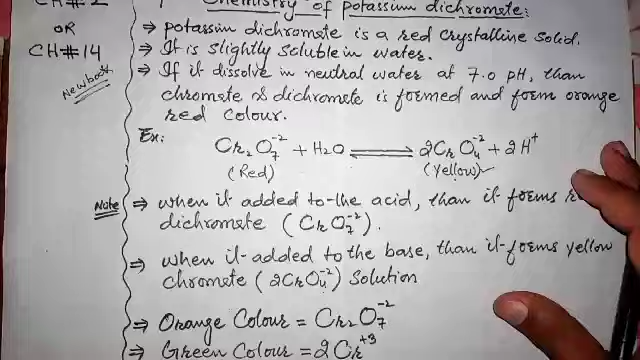 CH#2
Chemistry of potassium dichromate:
OR
CH#14
New book
⇒ potassium dichromate is a red crystalline solid.
⇒ It is slightly soluble in water.
⇒ If it dissolve in neutral water at 7.0 pH, than
chromate & dichromate is formed and form orange
red colour.
Ex:
Cr₂O₇⁻² + H₂O ⇌ 2CrO₄⁻² + 2H⁺
(Red) (Yellow)
Note ⇒ when it added to the acid, than it forms
dichromate (CrO₇⁻²).
⇒ when it added to the base, than it forms yellow
chromate (2CrO₄⁻²) Solution
⇒ Orange Colour = Cr₂O₇⁻²
⇒ Green Colour = 2Cr⁺³